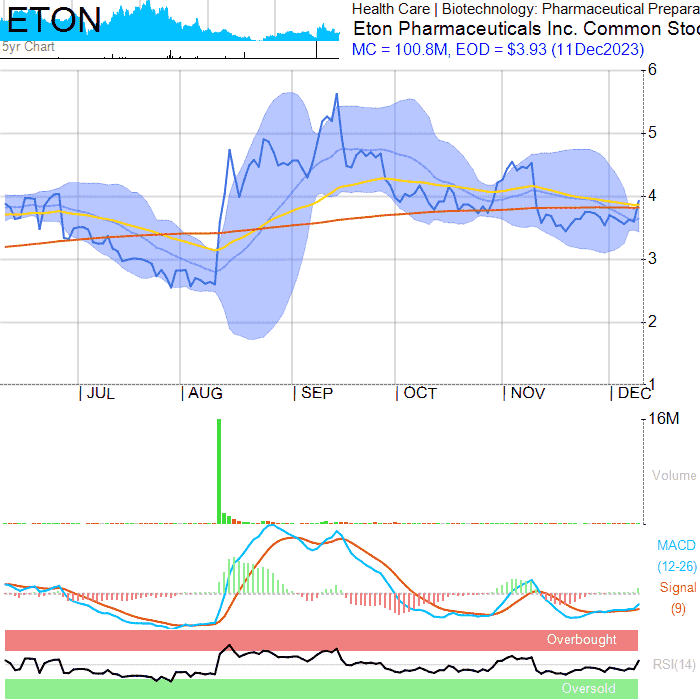 ETON
5yr Chart
Health Care | Biotechnology: Pharmaceutical Prepara
Eton Pharmaceuticals Inc. Common Stoc
MC = 100.8M, EOD = $3.93 (11Dec2023)
6
5
4
3
2
1
| JUL | AUG | SEP | OCT | NOV | DEC
16M
Volume
MACD
(12-26)
Signal
(9)
Overbought
RSI(14)
Oversold